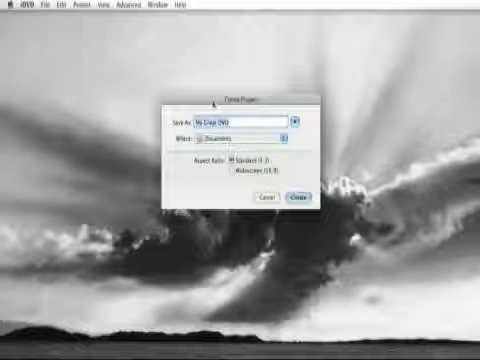 iDVD File Edit Project View Advanced Window Help
Create Project
Save As: My Great DVD
Where: Documents
Aspect Ratio: Standard (4:3)
Widescreen (16:9)
Cancel Create